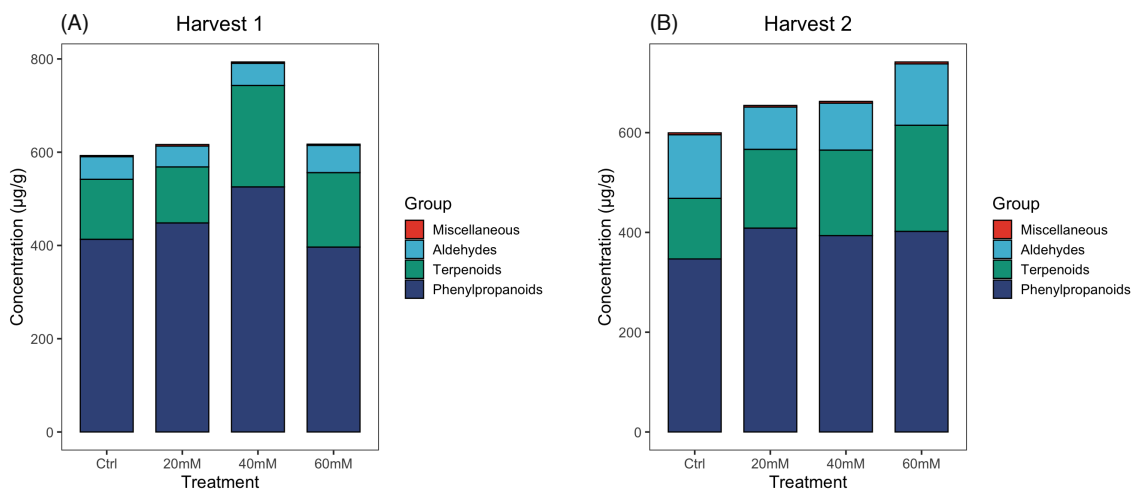 (A)
Harvest 1
800
600
400
200
0
Concentration (µg/g)
Ctrl
20mM
40mM
60mM
Treatment
Group
Miscellaneous
Aldehydes
Terpenoids
Phenylpropanoids
(B)
Harvest 2
600
400
200
0
Concentration (µg/g)
Ctrl
20mM
40mM
60mM
Treatment
Group
Miscellaneous
Aldehydes
Terpenoids
Phenylpropanoids